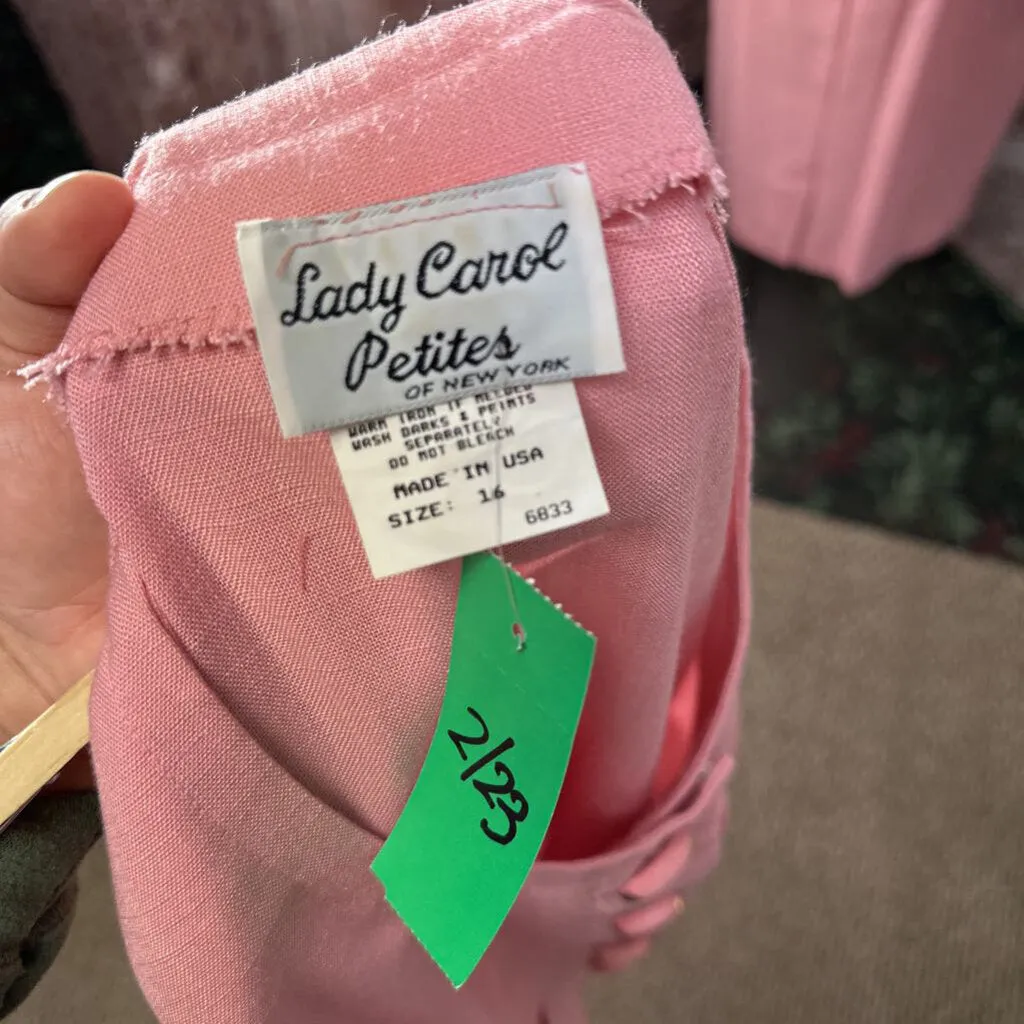 Lady Carol
Petites
OF NEW YORK
WARM IRON IF NEEDED
WASH DARKS & PRINTS
SEPARATELY
DO NOT BLEACH
MADE IN USA
SIZE: 16
6833
2/23